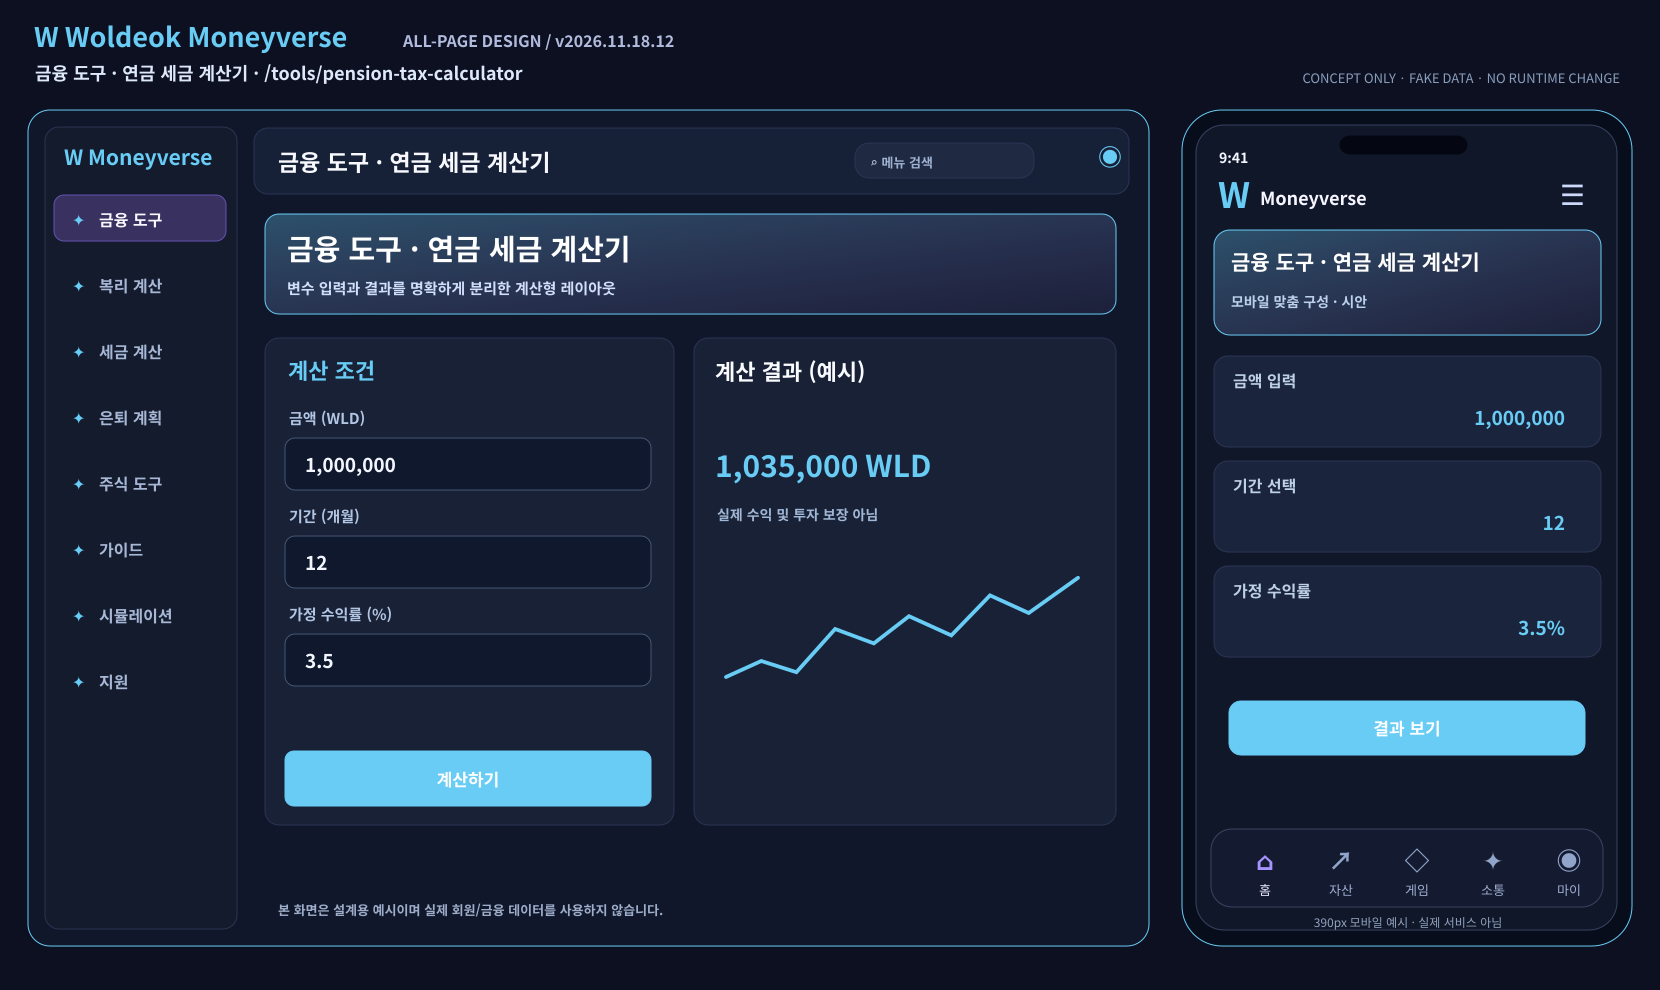 W Woldeok Moneyverse
ALL-PAGE DESIGN / v2026.11.18.12
금융 도구 · 연금 세금 계산기 · /tools/pension-tax-calculator
CONCEPT ONLY · FAKE DATA · NO RUNTIME CHANGE
W Moneyverse
금융 도구
복리 계산
세금 계산
은퇴 계획
주식 도구
가이드
시뮬레이션
지원
금융 도구 · 연금 세금 계산기
메뉴 검색
금융 도구 · 연금 세금 계산기
변수 입력과 결과를 명확하게 분리한 계산형 레이아웃
계산 조건
금액 (WLD)
1,000,000
기간 (개월)
12
가정 수익률 (%)
3.5
계산하기
계산 결과 (예시)
1,035,000 WLD
실제 수익 및 투자 보장 아님
본 화면은 설계용 예시이며 실제 회원/금융 데이터를 사용하지 않습니다.
9:41
W Moneyverse
금융 도구 · 연금 세금 계산기
모바일 맞춤 구성 · 시안
금액 입력
1,000,000
기간 선택
12
가정 수익률
3.5%
결과 보기
홈 자산 게임 소통 마이
390px 모바일 예시 · 실제 서비스 아님